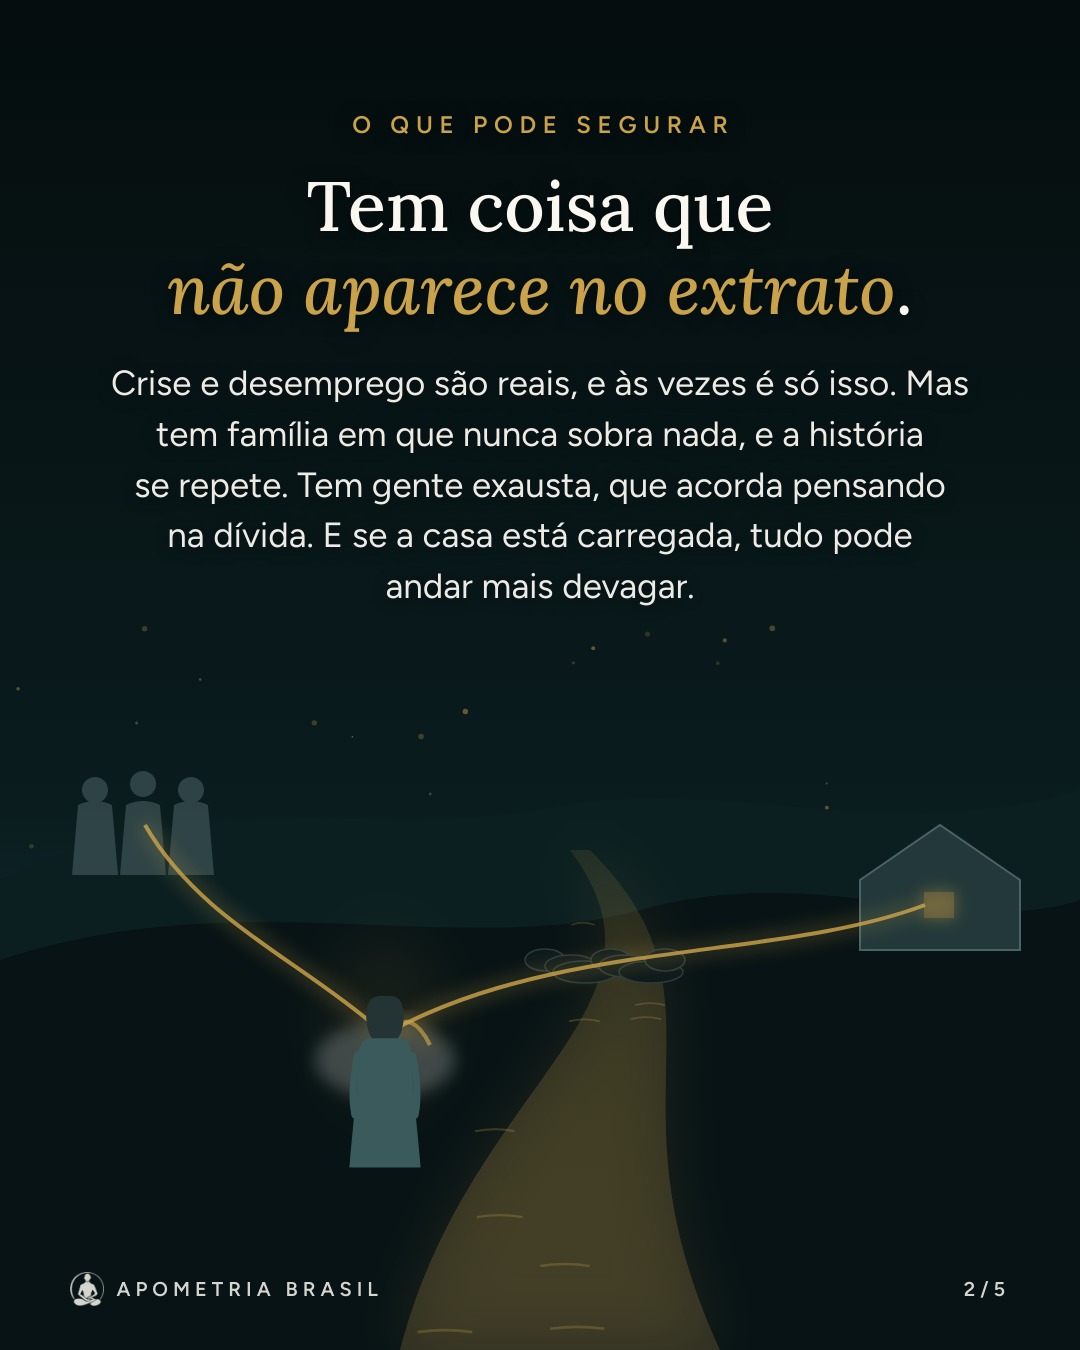 O QUE PODE SEGURAR
Tem coisa que
não aparece no extrato.
Crise e desemprego são reais, e às vezes é só isso. Mas
tem família em que nunca sobra nada, e a história
se repete. Tem gente exausta, que acorda pensando
na dívida. E se a casa está carregada, tudo pode
andar mais devagar.
APOMETRIA BRASIL
2/5